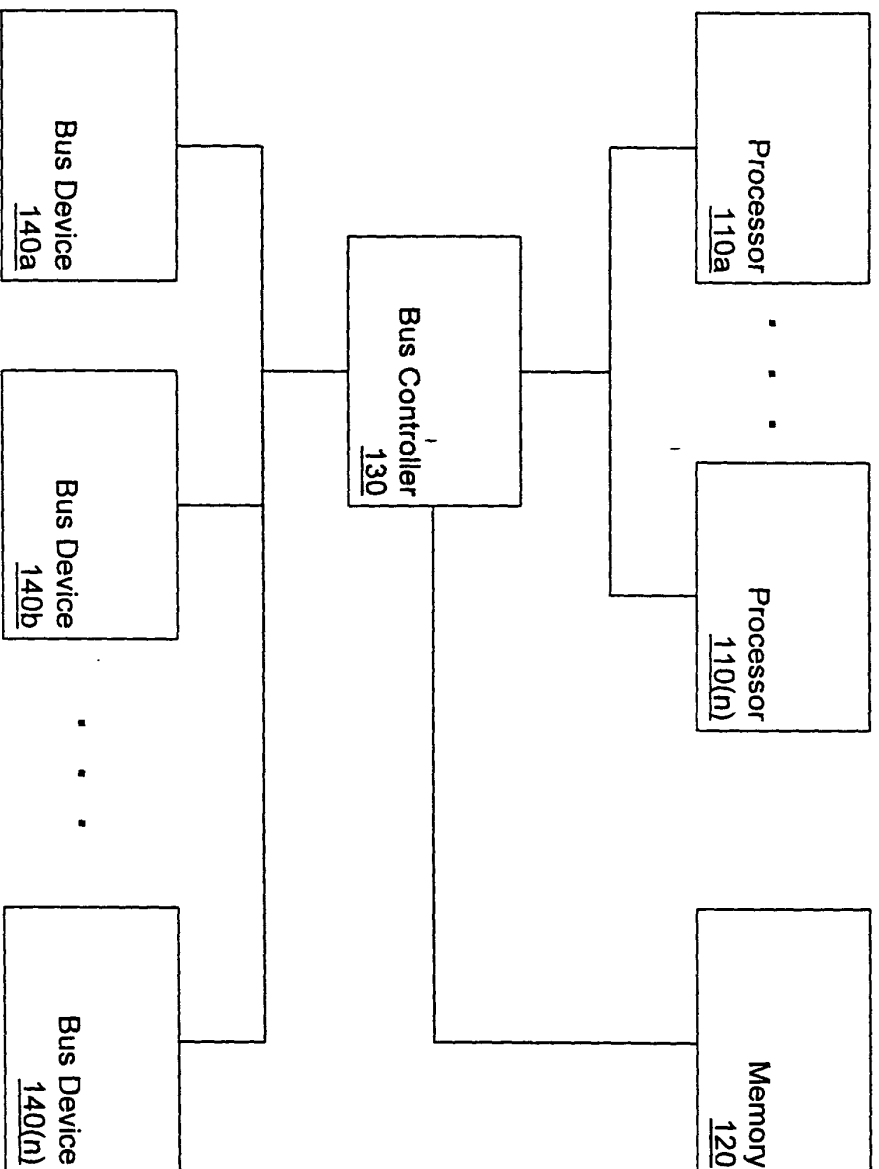 Processor
110a
Processor
110(n)
Memory
120
Bus Controller
130
Bus Device
140a
Bus Device
140b
Bus Device
140(n)